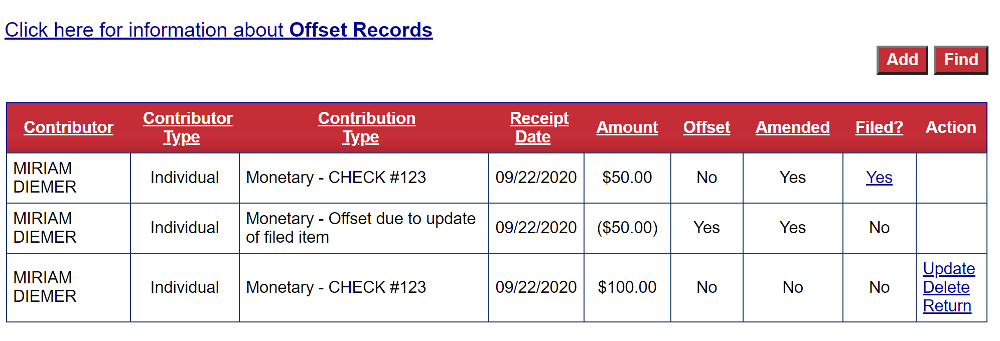 Click here for information about Offset Records
Add Find
Contributor Contributor Type Contribution Type Receipt Date Amount Offset Amended Filed? Action
MIRIAM DIEMER Individual Monetary - CHECK #123 09/22/2020 $50.00 No Yes Yes
MIRIAM DIEMER Individual Monetary - Offset due to update of filed item 09/22/2020 ($50.00) Yes Yes No
MIRIAM DIEMER Individual Monetary - CHECK #123 09/22/2020 $100.00 No No No Update Delete Return